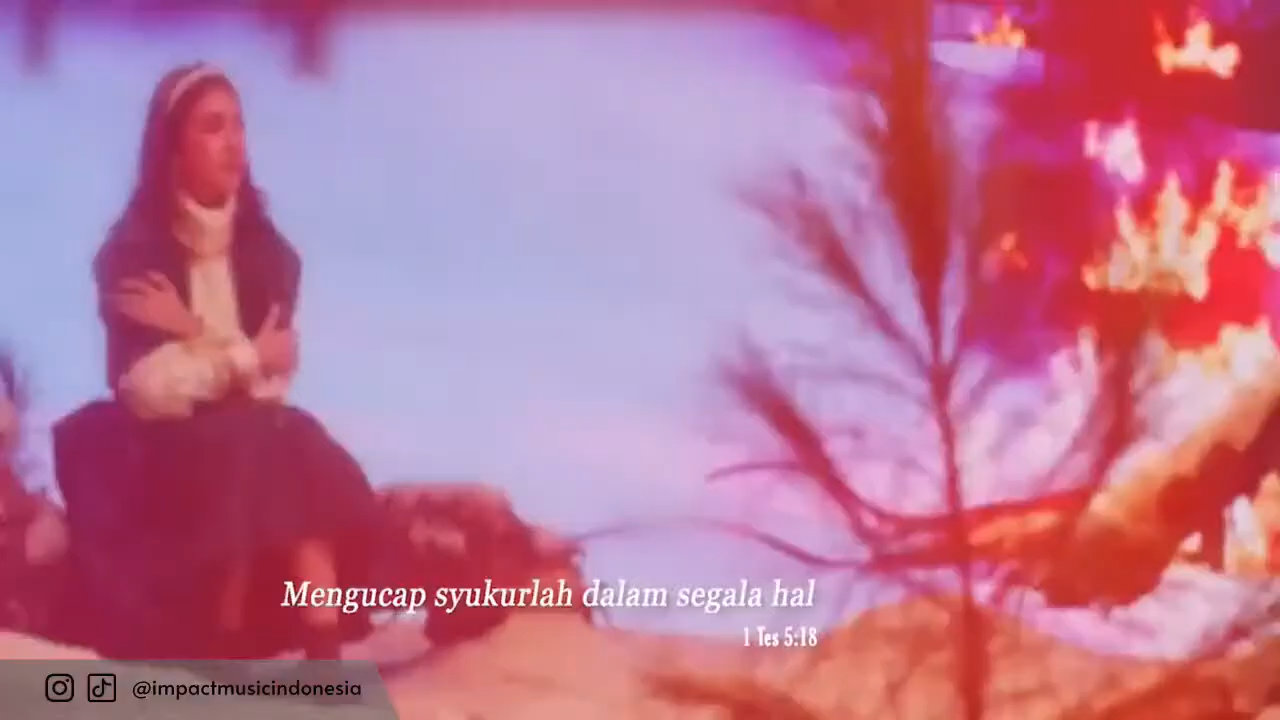 Mengucap syukurlah dalam segala hal
1 Tes 5:18
@impactmusicindonesia